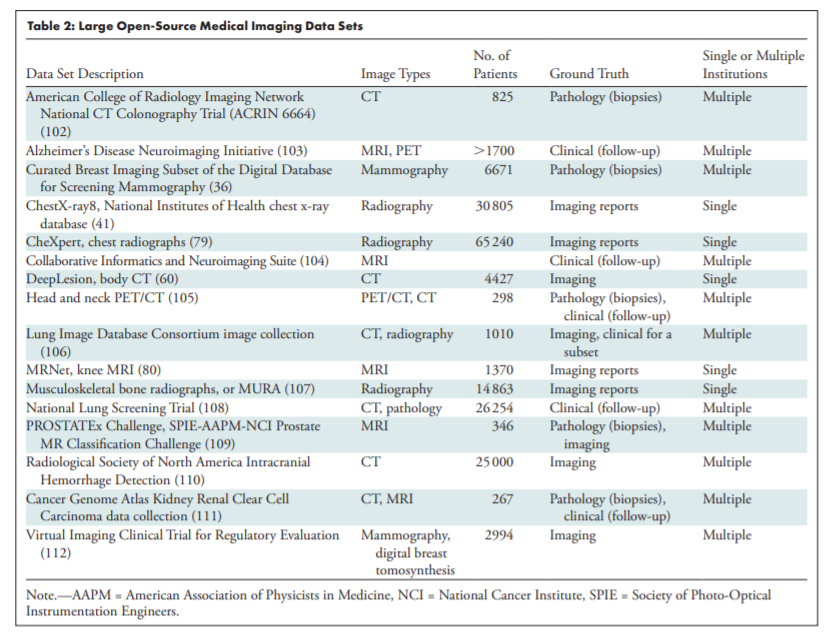 Table 2: Large Open-Source Medical Imaging Data Sets
Data Set Description Image Types No. of Patients Ground Truth Single or Multiple Institutions
American College of Radiology Imaging Network CT 825 Pathology (biopsies) Multiple
National CT Colonography Trial (ACRIN 6664)
(102)
Alzheimer's Disease Neuroimaging Initiative (103) MRI, PET >1700 Clinical (follow-up) Multiple
Curated Breast Imaging Subset of the Digital Database Mammography 6671 Pathology (biopsies) Multiple
for Screening Mammography (36)
ChestX-ray8, National Institutes of Health chest x-ray Radiography 30805 Imaging reports Single
database (41)
CheXpert, chest radiographs (79) Radiography 65240 Imaging reports Single
Collaborative Informatics and Neuroimaging Suite (104) MRI Clinical (follow-up) Multiple
DeepLesion, body CT (60) CT 4427 Imaging Single
Head and neck PET/CT (105) PET/CT, CT 298 Pathology (biopsies), Multiple
clinical (follow-up)
Lung Image Database Consortium image collection CT, radiography 1010 Imaging, clinical for a Multiple
(106) subset
MRNet, knee MRI (80) MRI 1370 Imaging reports Single
Musculoskeletal bone radiographs, or MURA (107) Radiography 14863 Imaging reports Single
National Lung Screening Trial (108) CT, pathology 26254 Clinical (follow-up) Multiple
PROSTATEx Challenge, SPIE-AAPM-NCI Prostate MRI 346 Pathology (biopsies), Multiple
MR Classification Challenge (109) imaging
Radiological Society of North America Intracranial CT 25000 Imaging Multiple
Hemorrhage Detection (110)
Cancer Genome Atlas Kidney Renal Clear Cell CT, MRI 267 Pathology (biopsies), Multiple
Carcinoma data collection (111) clinical (follow-up)
Virtual Imaging Clinical Trial for Regulatory Evaluation Mammography, 2994 Imaging Multiple
(112) digital breast
tomosynthesis
Note.—AAPM = American Association of Physicists in Medicine, NCI = National Cancer Institute, SPIE = Society of Photo-Optical
Instrumentation Engineers.